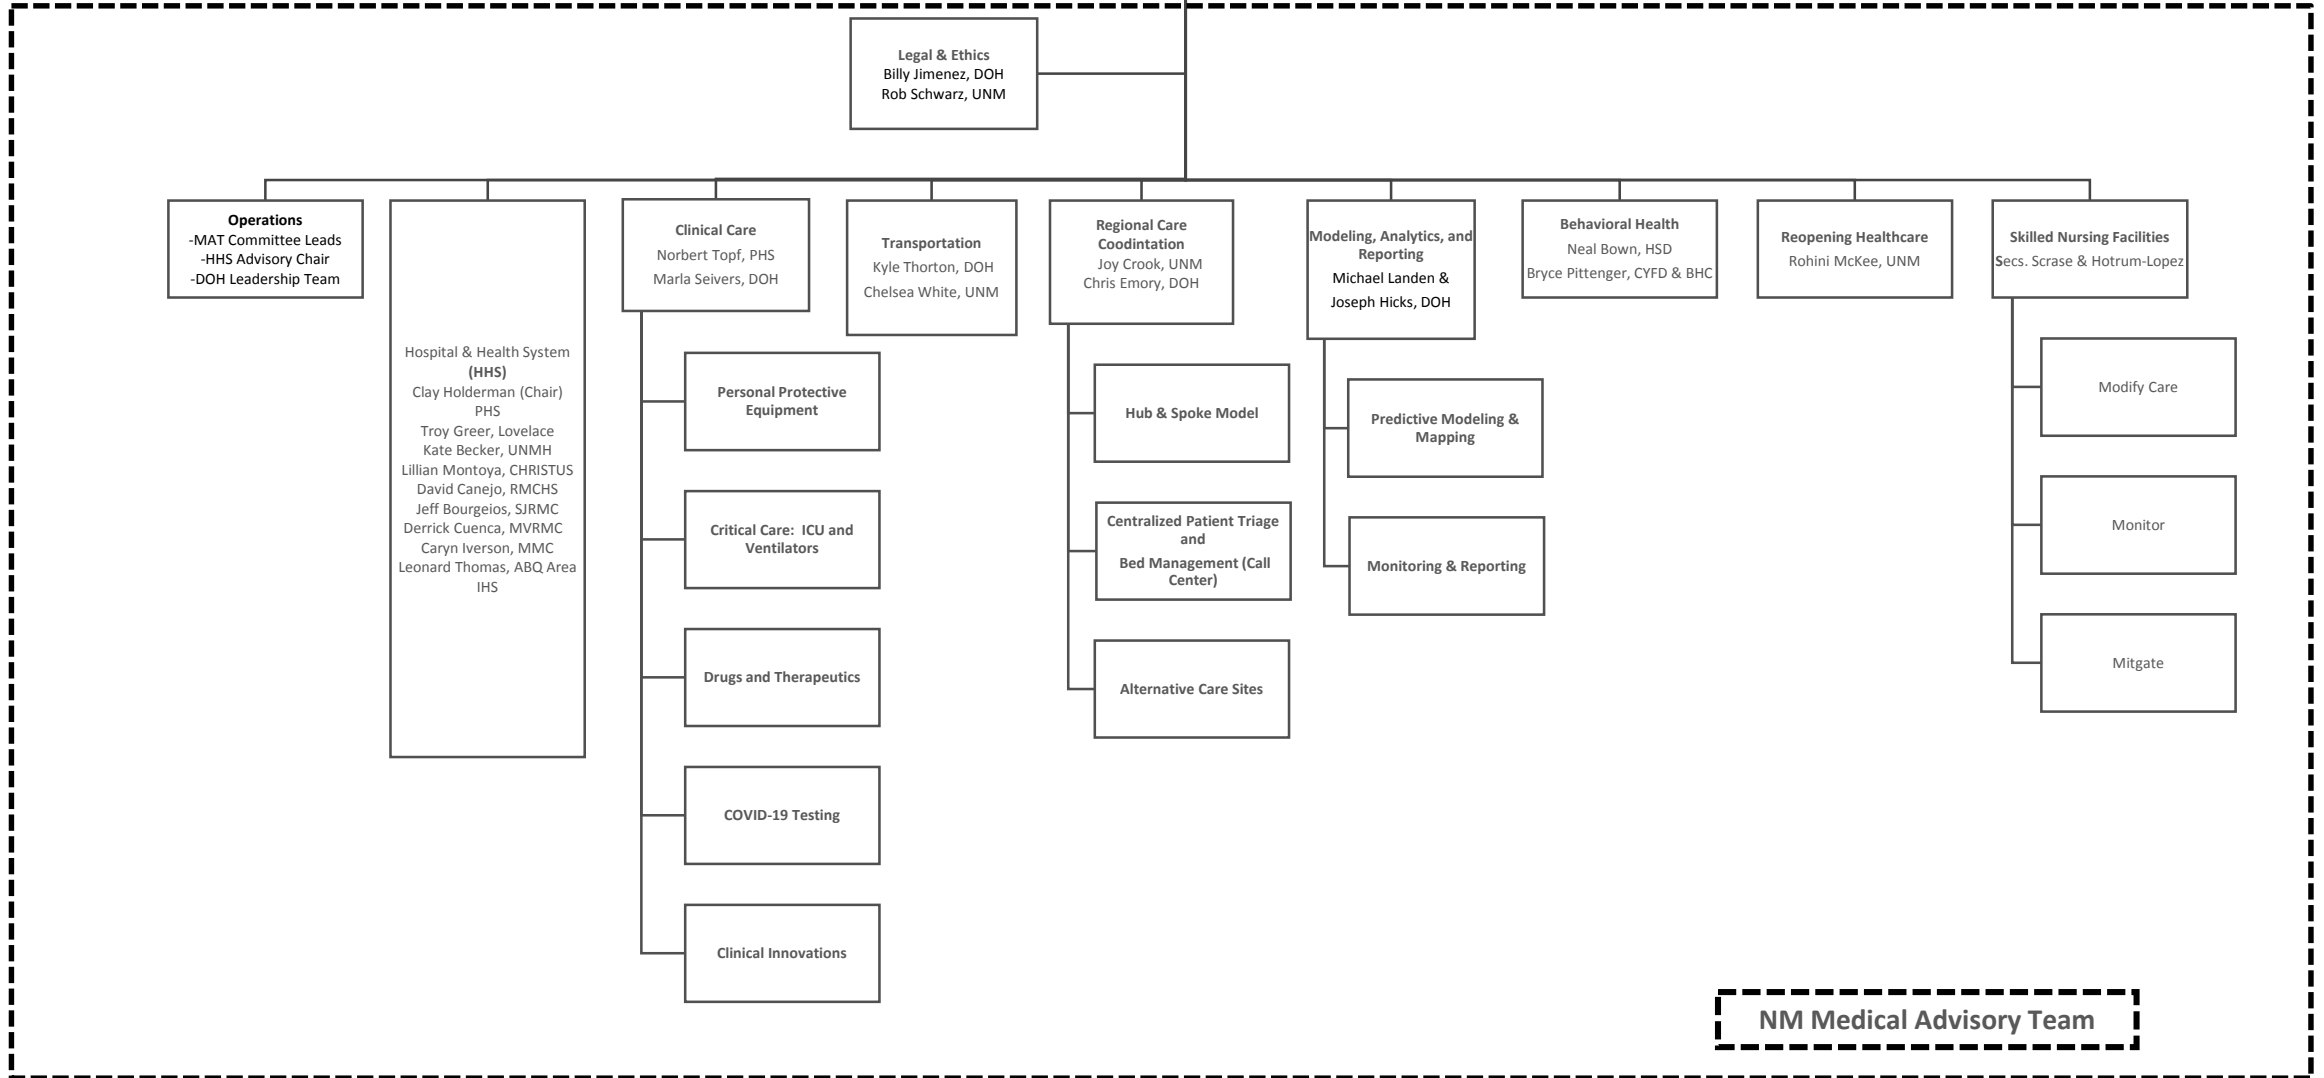 Legal & Ethics
Billy Jimenez, DOH
Rob Schwarz, UNM
Operations
-MAT Committee Leads
-HHS Advisory Chair
-DOH Leadership Team
Hospital & Health System
(HHS)
Clay Holderman (Chair)
PHS
Troy Greer, Lovelace
Kate Becker, UNMH
Lillian Montoya, CHRISTUS
David Canejo, RMCHS
Jeff Bourgeios, SJRMC
Derrick Cuenca, MVRMC
Caryn Iverson, MMC
Leonard Thomas, ABQ Area
IHS
Clinical Care
Norbert Topf, PHS
Marla Seivers, DOH
Personal Protective
Equipment
Critical Care:  ICU and
Ventilators
Drugs and Therapeutics
COVID-19 Testing
Clinical Innovations
Transportation
Kyle Thorton, DOH
Chelsea White, UNM
Regional Care
Coodintation
Joy Crook, UNM
Chris Emory, DOH
Hub & Spoke Model
Centralized Patient Triage
and
Bed Management (Call
Center)
Alternative Care Sites
Modeling, Analytics, and
Reporting
Michael Landen &
Joseph Hicks, DOH
Predictive Modeling &
Mapping
Monitoring & Reporting
Behavioral Health
Neal Bown, HSD
Bryce Pittenger, CYFD & BHC
Reopening Healthcare
Rohini McKee, UNM
Skilled Nursing Facilities
Secs. Scrase & Hotrum-Lopez
Modify Care
Monitor
Mitgate
NM Medical Advisory Team